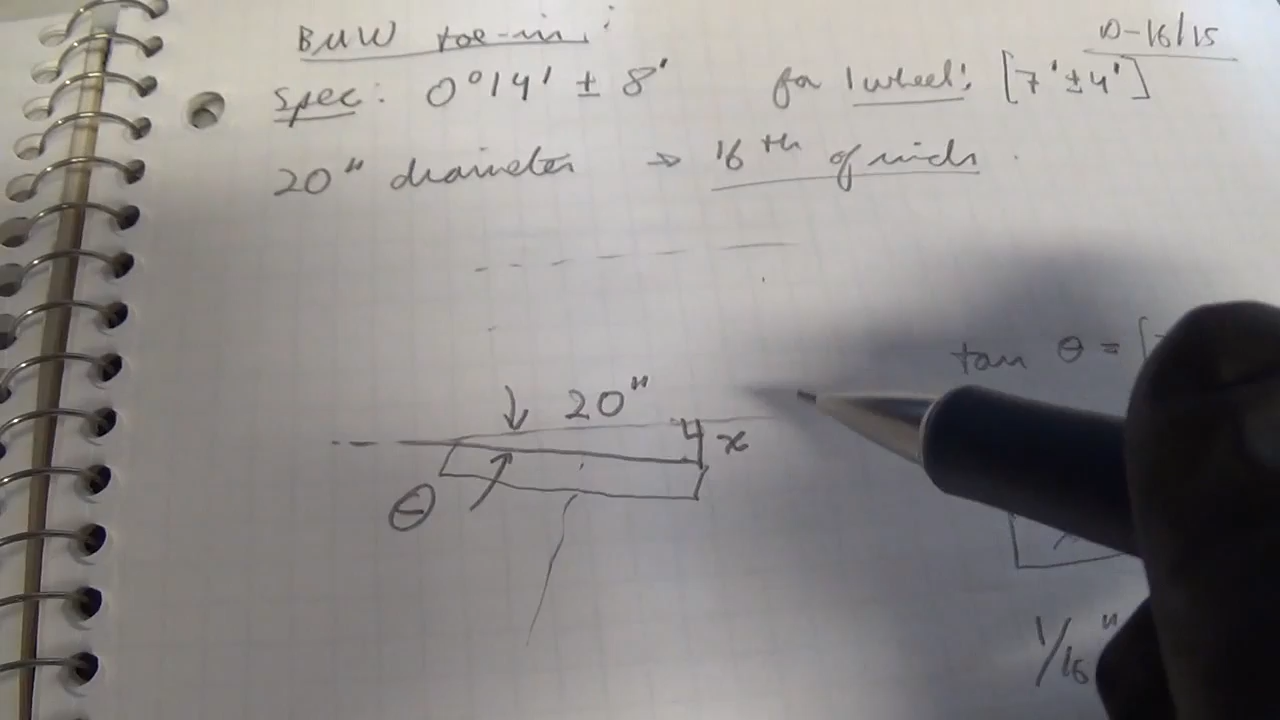 BMW toe-in:
10-16/15
spec: 0°14' ± 8' for 1 wheel: [7' ± 4']
20" diameter ⇒ 16th of inch.
tan θ = [
20"
x
θ
1/16"